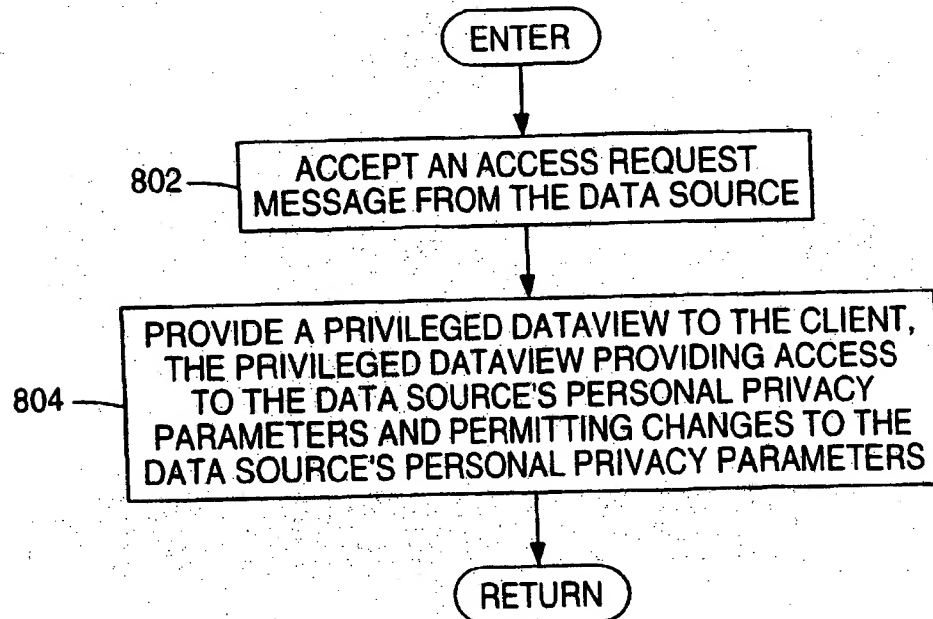 ENTER
802
ACCEPT AN ACCESS REQUEST
MESSAGE FROM THE DATA SOURCE
804
PROVIDE A PRIVILEGED DATAVIEW TO THE CLIENT,
THE PRIVILEGED DATAVIEW PROVIDING ACCESS
TO THE DATA SOURCE'S PERSONAL PRIVACY
PARAMETERS AND PERMITTING CHANGES TO THE
DATA SOURCE'S PERSONAL PRIVACY PARAMETERS
RETURN